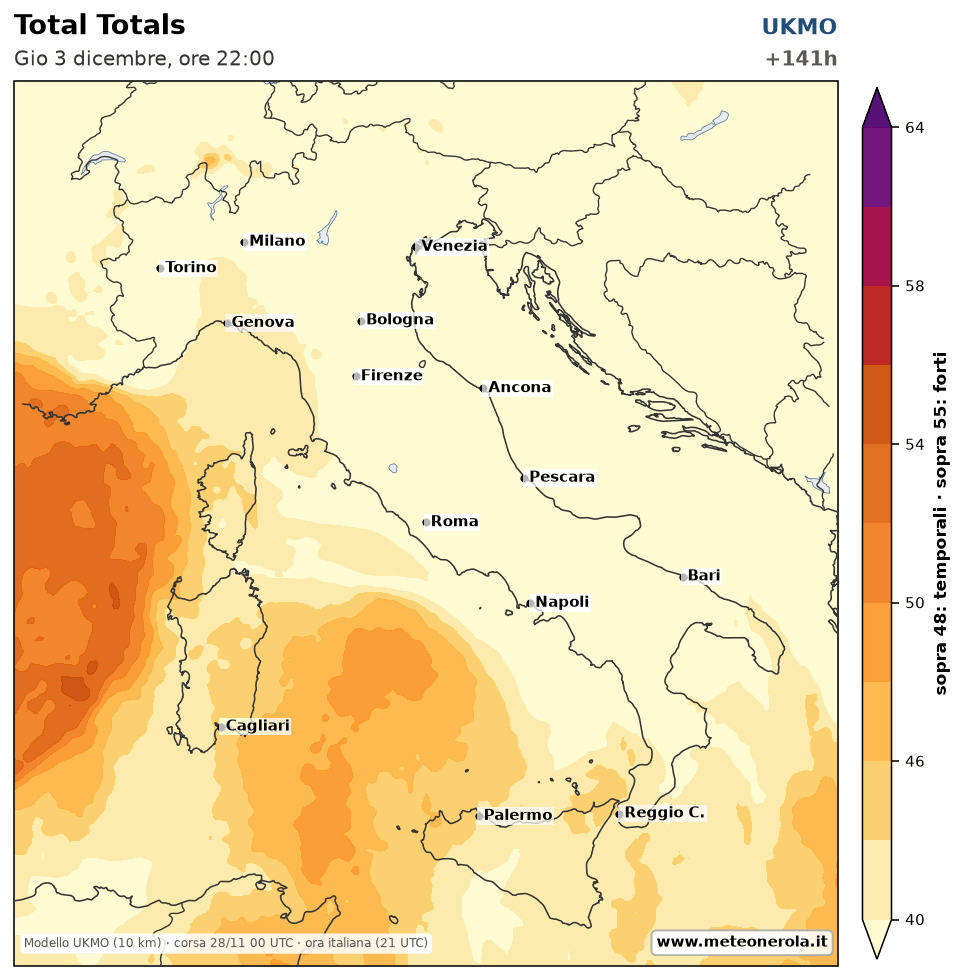 Total Totals
UKMO
Gio 3 dicembre, ore 22:00
+141h
64
58
54
50
46
40
sopra 48: temporali · sopra 55: forti
Milano
Venezia
Torino
Genova
Bologna
Firenze
Ancona
Pescara
Roma
Bari
Napoli
Cagliari
Palermo
Reggio C.
Modello UKMO (10 km) · corsa 28/11 00 UTC · ora italiana (21 UTC)
www.meteonerola.it